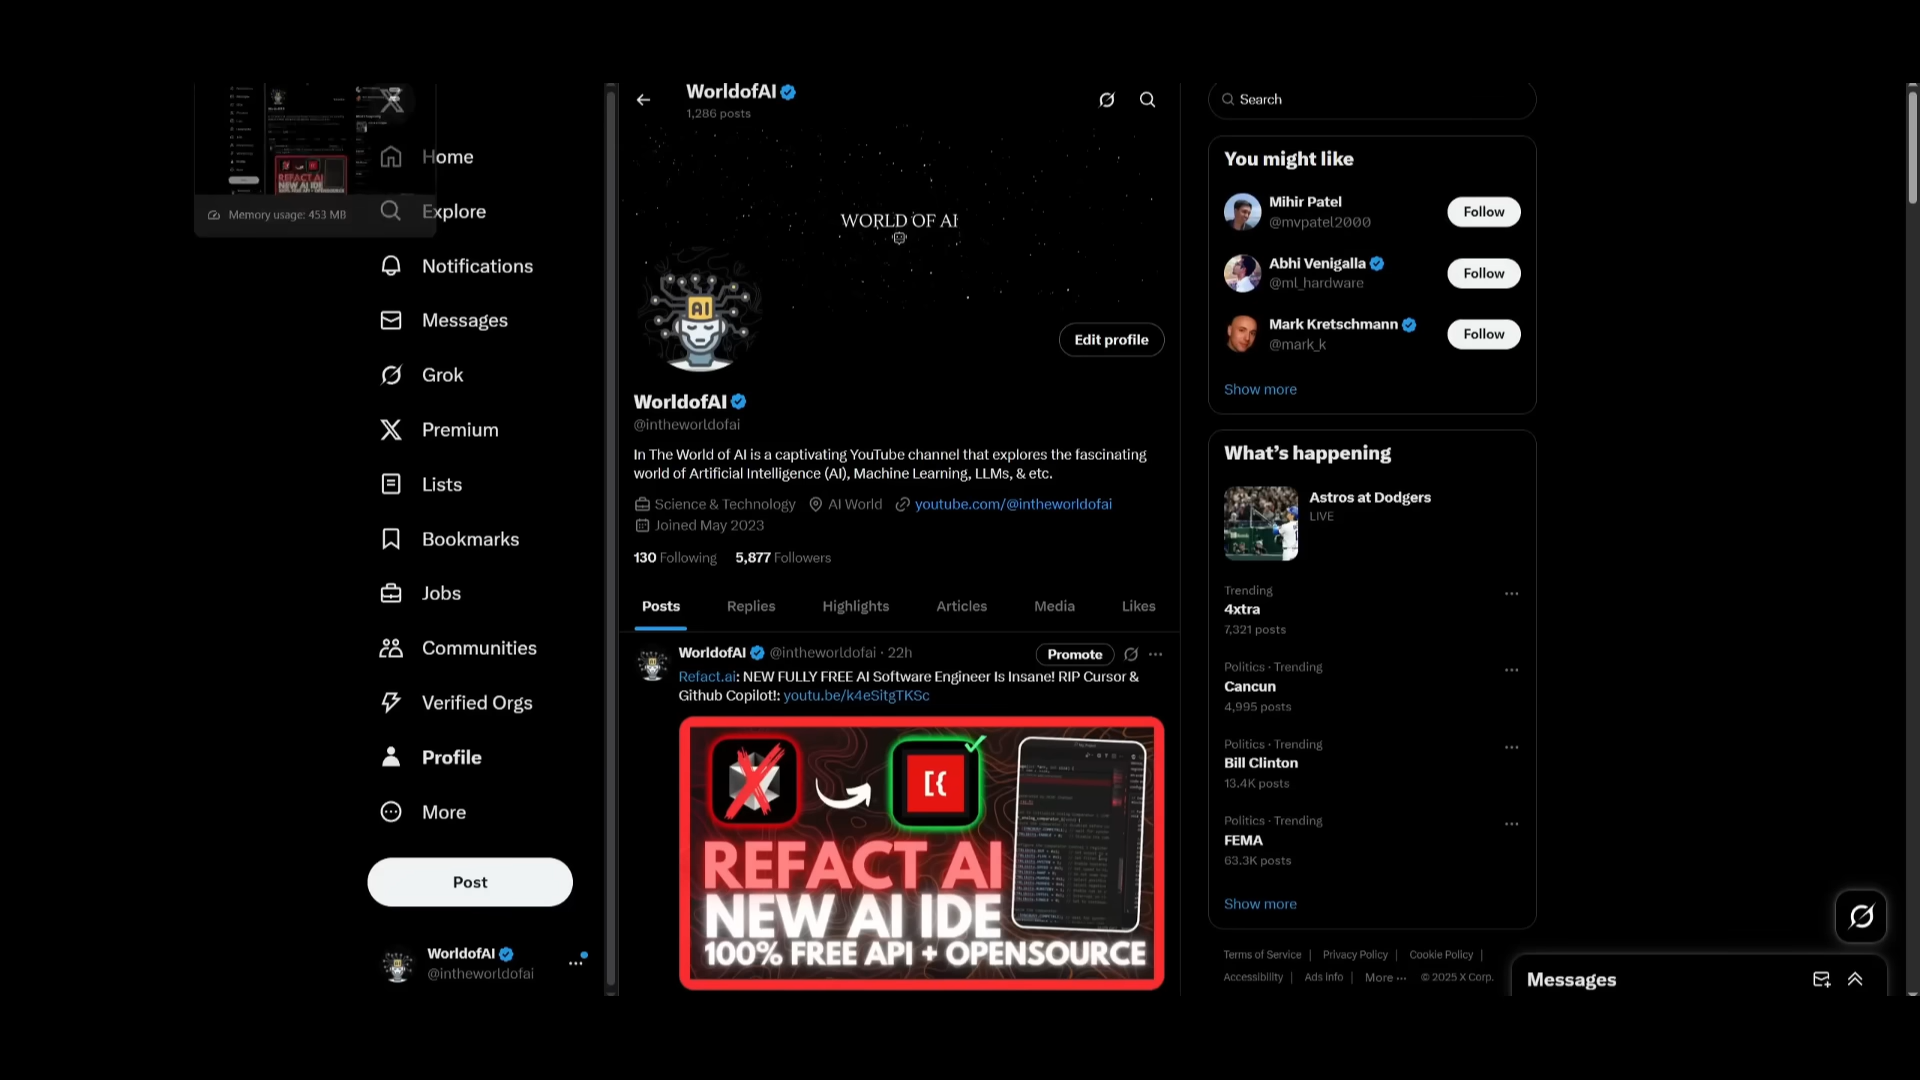 Memory usage: 453 MB
Home
Explore
Notifications
Messages
Grok
Premium
Lists
Bookmarks
Jobs
Communities
Verified Orgs
Profile
More
Post
WorldofAI
@intheworldofai
WorldofAI
1,286 posts
WORLD OF AI
AI
Edit profile
WorldofAI
@intheworldofai
In The World of AI is a captivating YouTube channel that explores the fascinating
world of Artificial Intelligence (AI), Machine Learning, LLMs, & etc.
Science & Technology AI World youtube.com/@intheworldofai
Joined May 2023
130 Following 5,877 Followers
Posts Replies Highlights Articles Media Likes
WorldofAI @intheworldofai · 22h
Promote
Refact.ai: NEW FULLY FREE AI Software Engineer Is Insane! RIP Cursor &
Github Copilot!: youtu.be/k4eSitgTKSc
REFACT AI
NEW AI IDE
100% FREE API + OPENSOURCE
Search
You might like
Mihir Patel
@mvpatel2000
Follow
Abhi Venigalla
@ml_hardware
Follow
Mark Kretschmann
@mark_k
Follow
Show more
What's happening
Astros at Dodgers
LIVE
Trending
4xtra
7,321 posts
Politics · Trending
Cancun
4,995 posts
Politics · Trending
Bill Clinton
13.4K posts
Politics · Trending
FEMA
63.3K posts
Show more
Terms of Service | Privacy Policy | Cookie Policy |
Accessibility | Ads info | More ··· © 2025 X Corp.
Messages